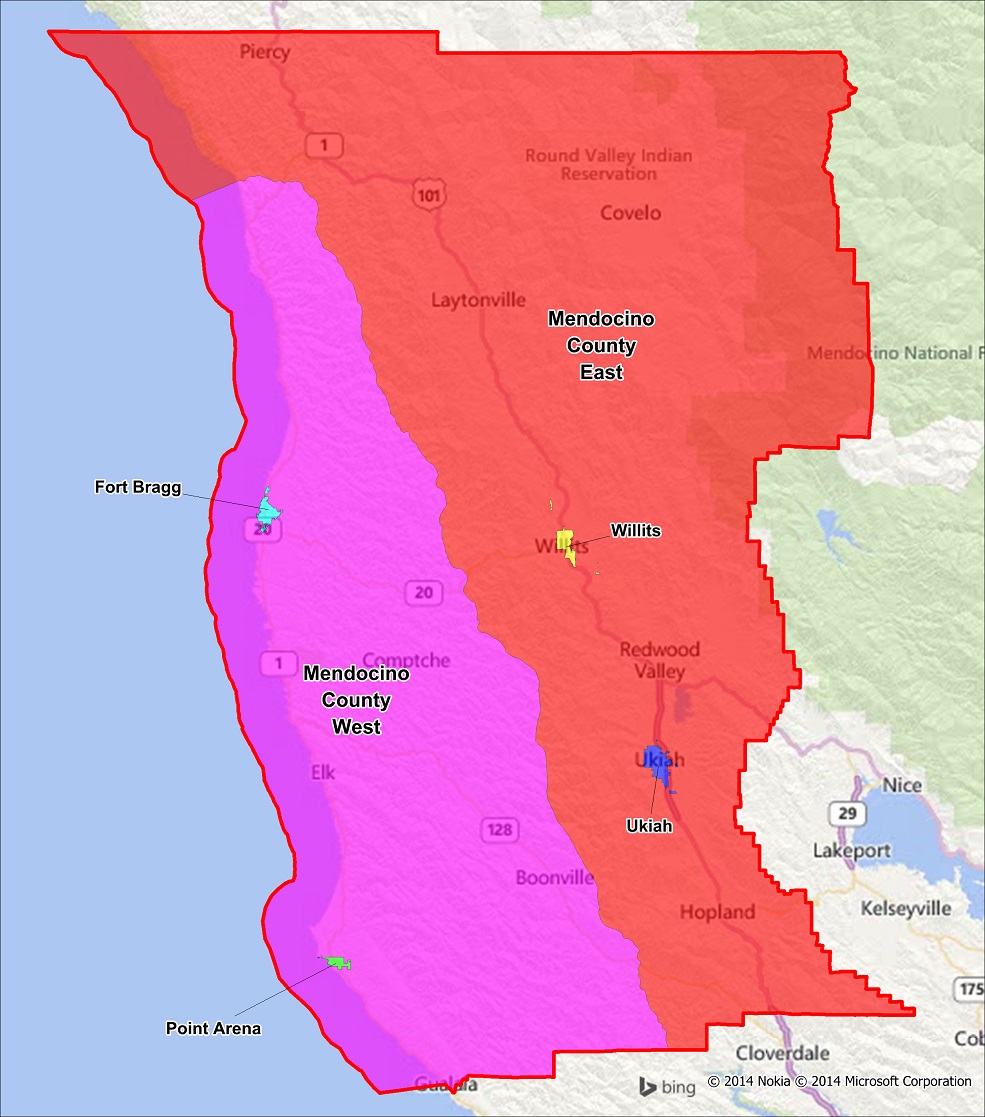 Piercy
1
Round Valley Indian
Reservation
101
Covelo
Laytonville
Mendocino
County
East
Mendocino National F
Fort Bragg
20
Willits
Willits
20
Redwood
Valley
1
Comptche
Mendocino
County
West
Ukiah
Elk
Nice
29
Ukiah
128
Lakeport
Boonville
Kelseyville
Hopland
175
Point Arena
Cob
Cloverdale
Gualala
bing
© 2014 Nokia © 2014 Microsoft Corporation